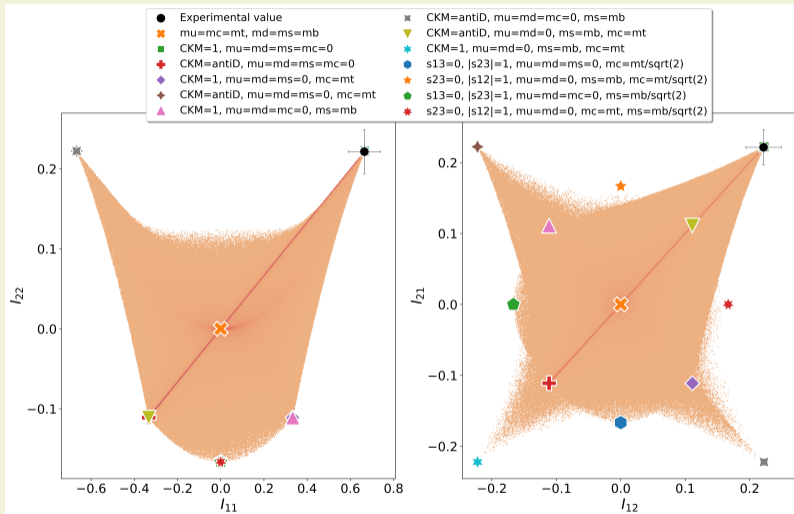 Experimental value
mu=mc=mt, md=ms=mb
CKM=1, mu=md=ms=mc=0
CKM=antiD, mu=md=ms=mc=0
CKM=1, mu=md=ms=0, mc=mt
CKM=antiD, mu=md=ms=0, mc=mt
CKM=1, mu=md=mc=0, ms=mb
CKM=antiD, mu=md=mc=0, ms=mb
CKM=antiD, mu=md=0, ms=mb, mc=mt
CKM=1, mu=md=0, ms=mb, mc=mt
s13=0, |s23|=1, mu=md=ms=0, mc=mt/sqrt(2)
s23=0, |s12|=1, mu=md=0, ms=mb, mc=mt/sqrt(2)
s13=0, |s23|=1, mu=md=mc=0, ms=mb/sqrt(2)
s23=0, |s12|=1, mu=md=0, mc=mt, ms=mb/sqrt(2)
I22
0.2
0.1
0.0
−0.1
−0.6 −0.4 −0.2 0.0 0.2 0.4 0.6 0.8
I11
I21
0.2
0.1
0.0
−0.1
−0.2
−0.2 −0.1 0.0 0.1 0.2
I12